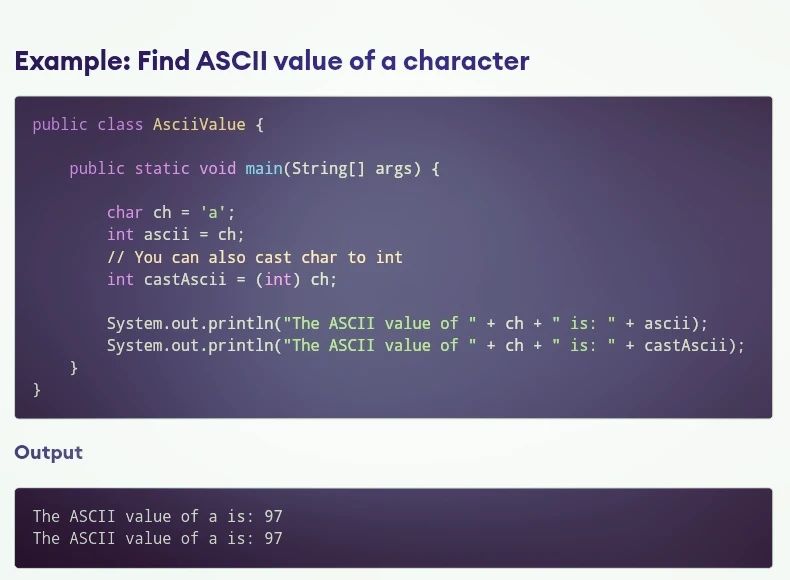 Example: Find ASCII value of a character
public class AsciiValue {
    public static void main(String[] args) {
        char ch = 'a';
        int ascii = ch;
        // You can also cast char to int
        int castAscii = (int) ch;
        System.out.println("The ASCII value of " + ch + " is: " + ascii);
        System.out.println("The ASCII value of " + ch + " is: " + castAscii);
    }
}
Output
The ASCII value of a is: 97
The ASCII value of a is: 97